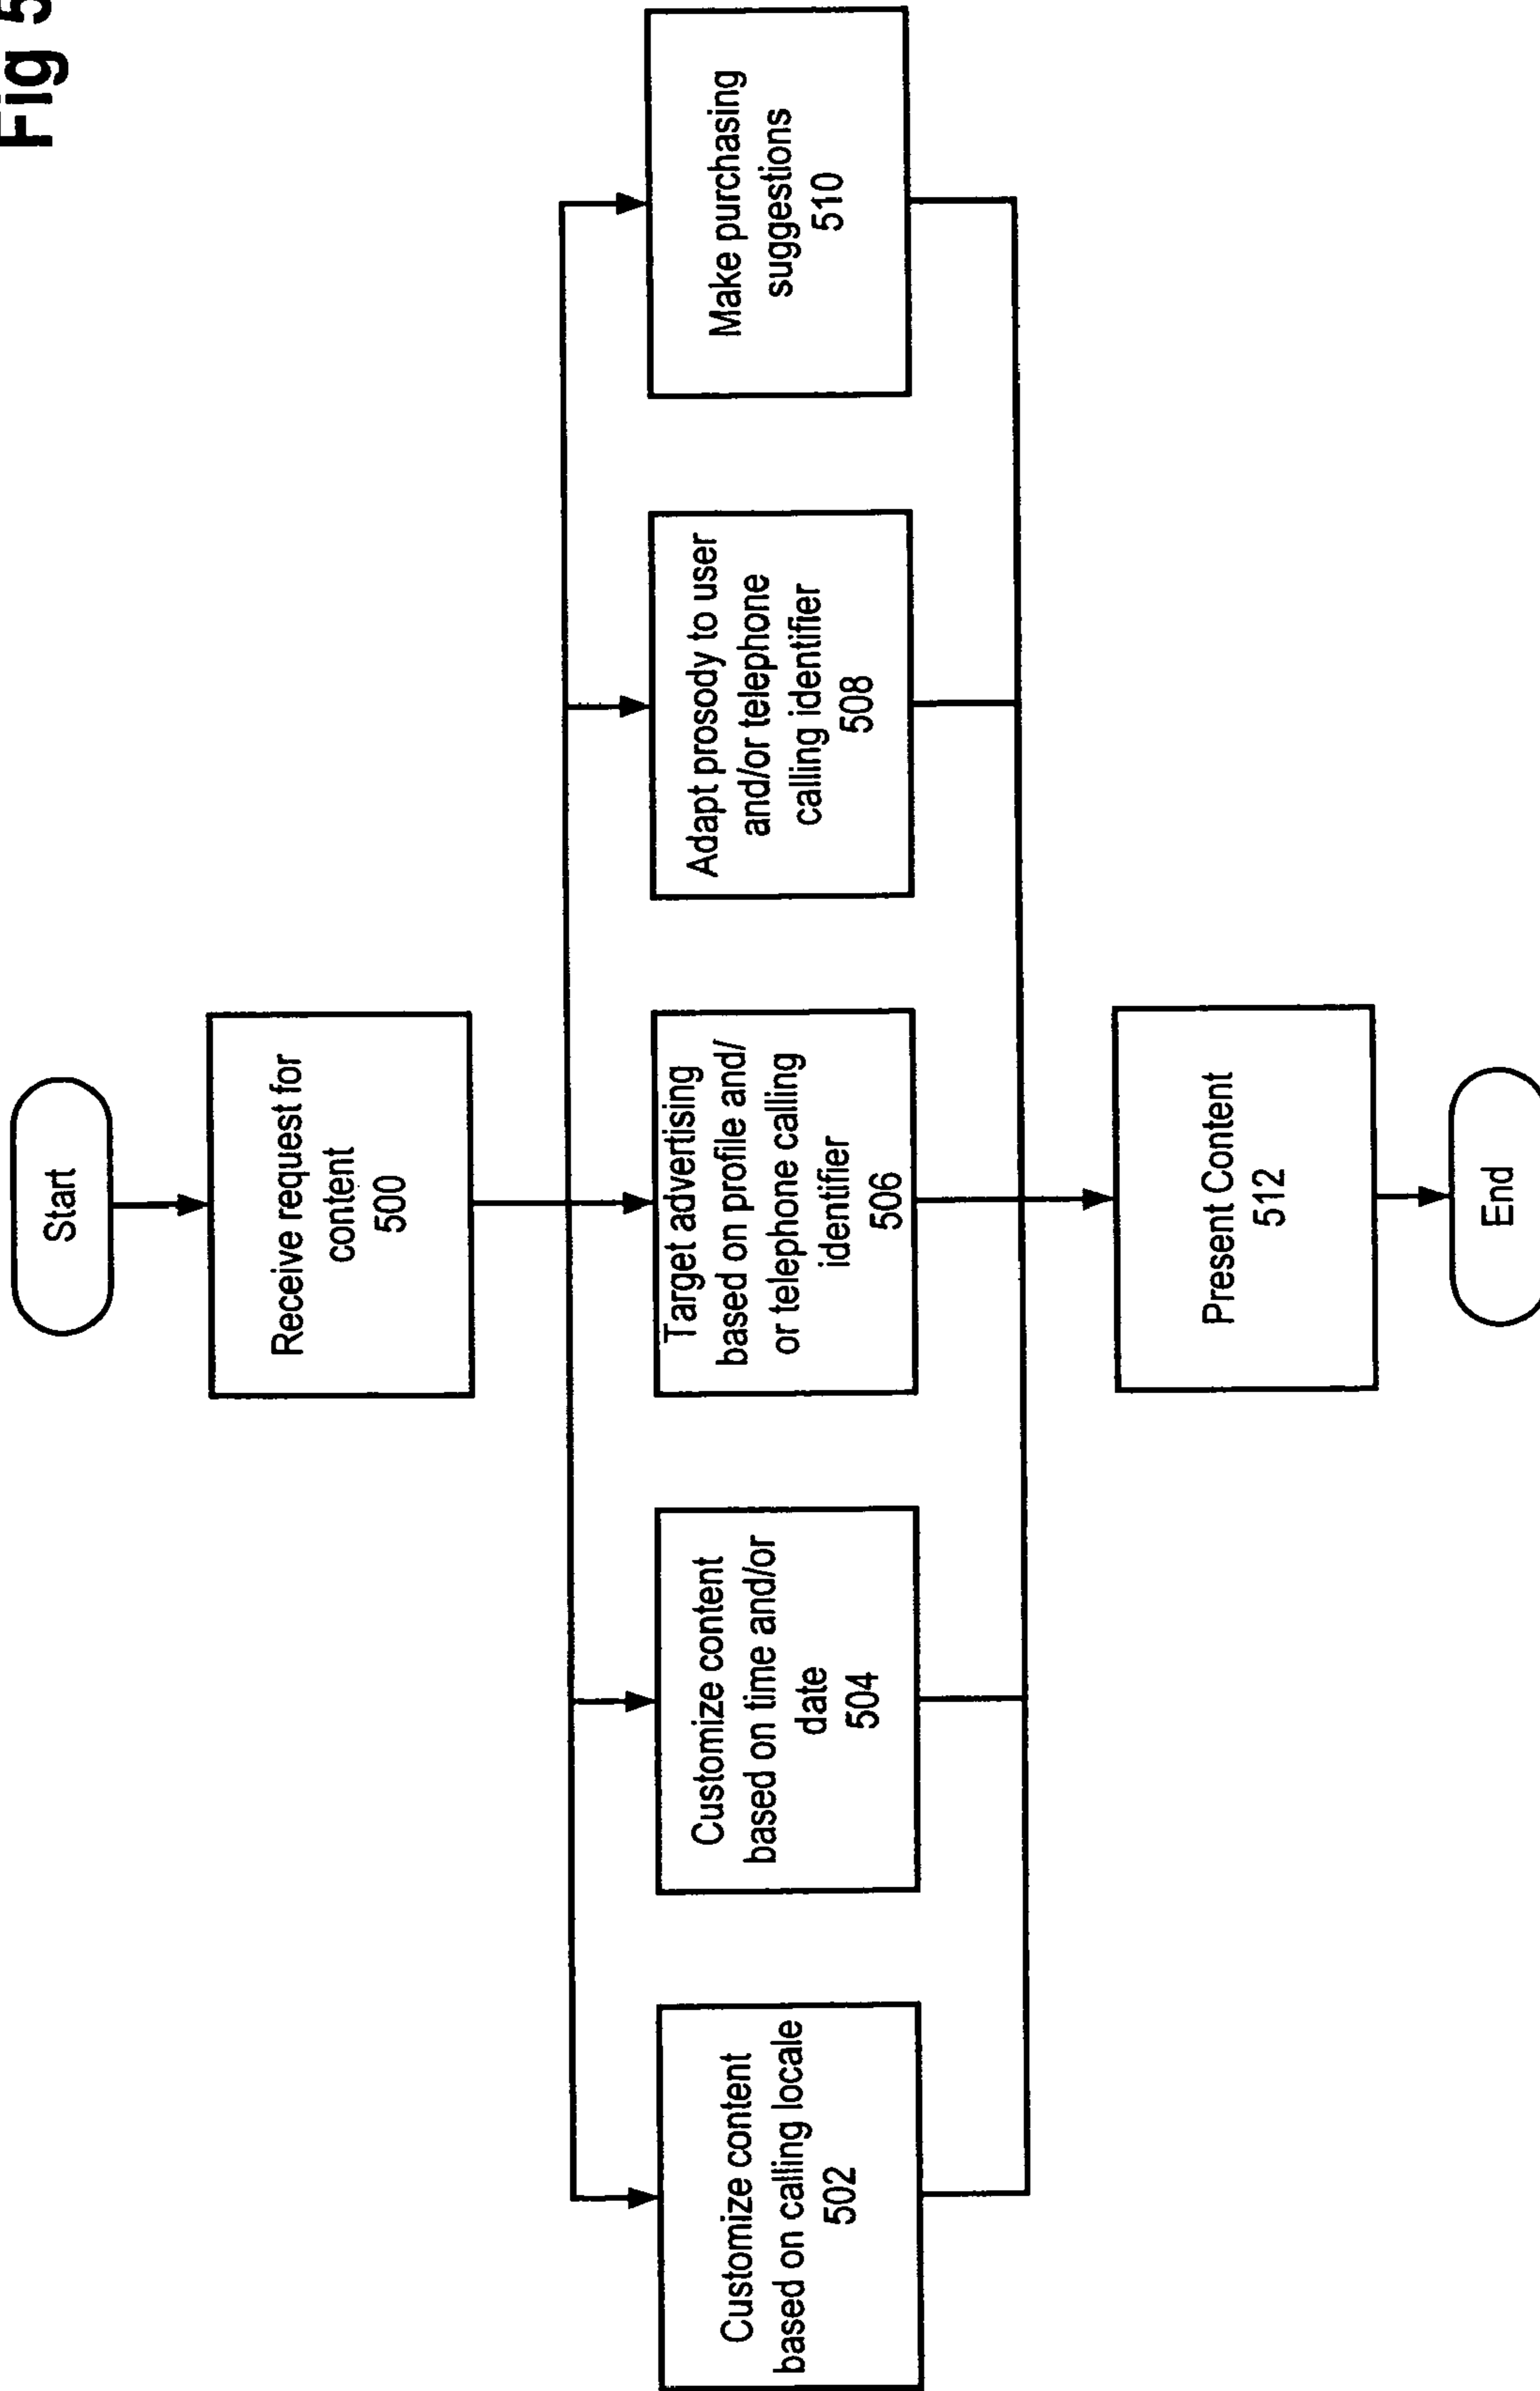 Fig 5
Start
Receive request for
content
500
Customize content
based on calling locale
502
Customize content
based on time and/or
date
504
Target advertising
based on profile and/
or telephone calling
identifier
506
Adapt prosody to user
and/or telephone
calling identifier
508
Make purchasing
suggestions
510
Present Content
512
End